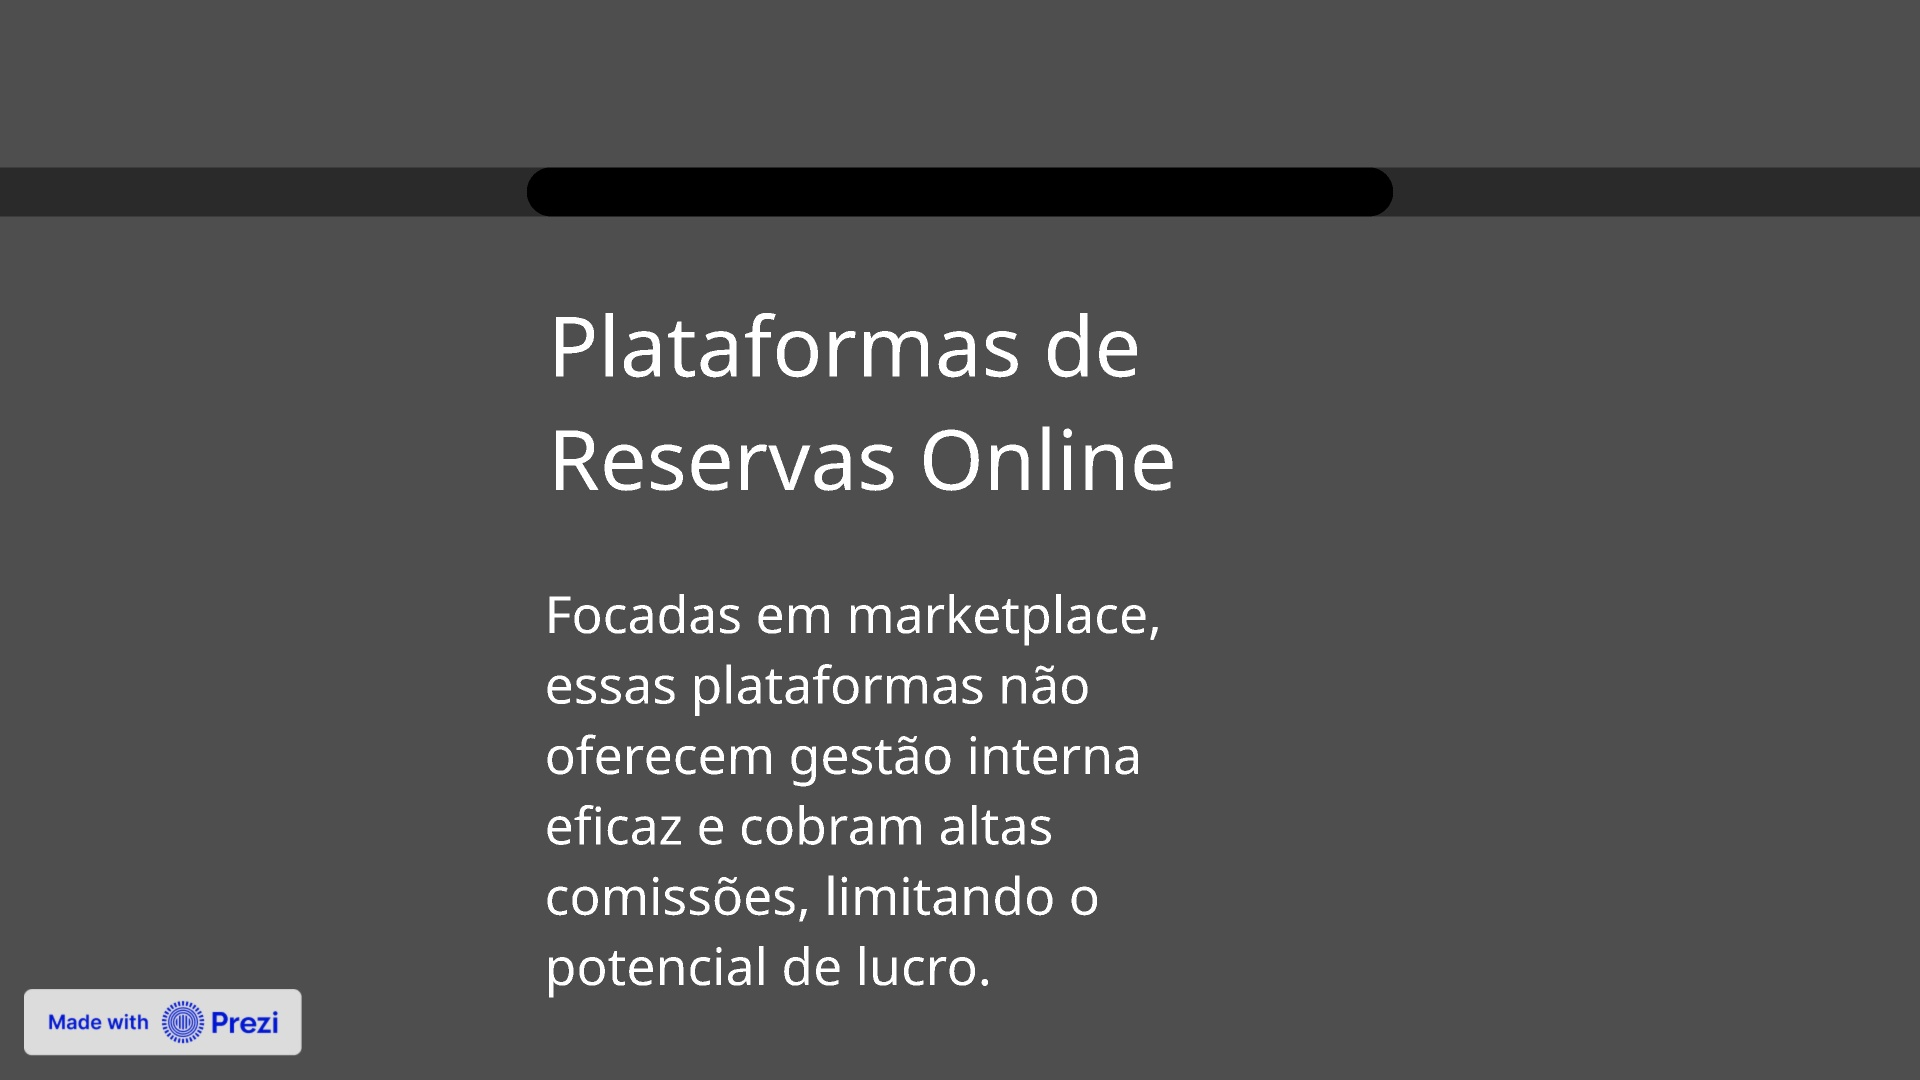 Plataformas de
Reservas Online
Focadas em marketplace,
essas plataformas não
oferecem gestão interna
eficaz e cobram altas
comissões, limitando o
potencial de lucro.
Made with Prezi